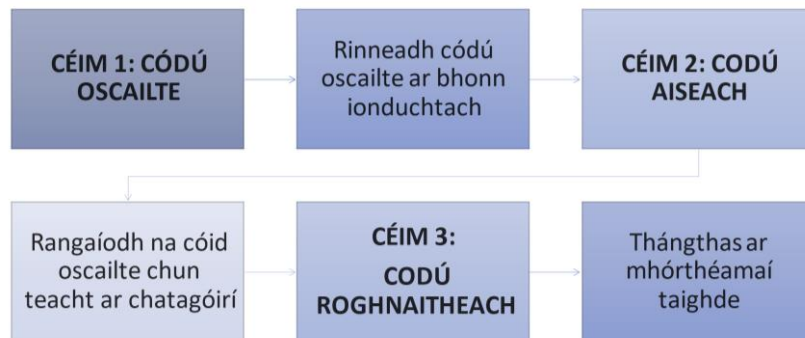 CÉIM 1: CÓDÚ
OSCAILTE
Rinneadh códú
oscailte ar bhonn
ionduchtach
CÉIM 2: CODÚ
AISEACH
Rangaíodh na cóid
oscailte chun
teacht ar chatagóirí
CÉIM 3:
CODÚ
ROGHNAITHEACH
Thángthas ar
mhórthéamaí
taighde